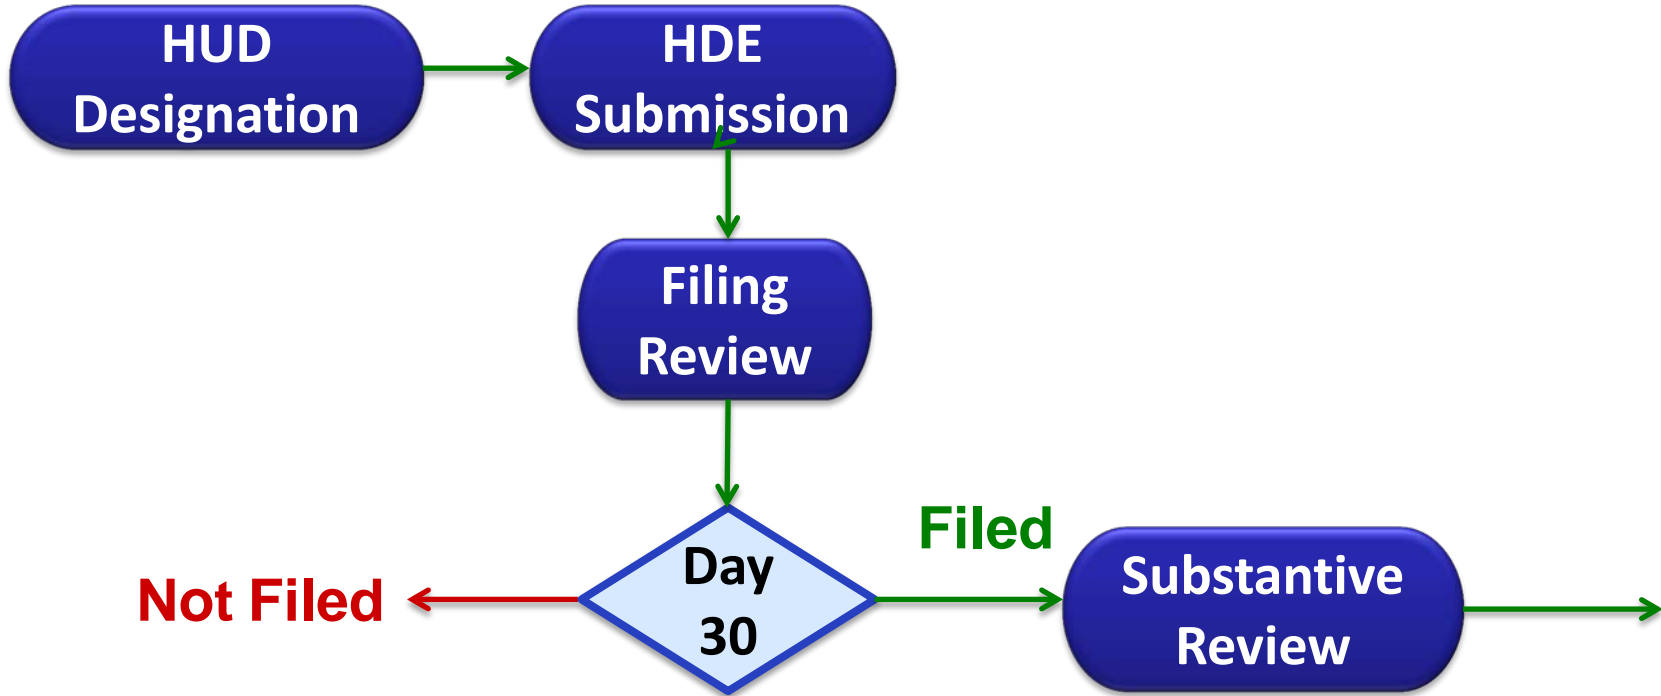 HUD
Designation
HDE
Submission
Filing
Review
Day
30
Not Filed
Filed
Substantive
Review